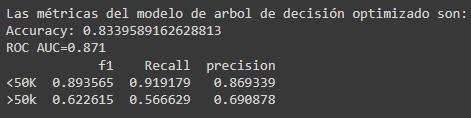 Las métricas del modelo de arbol de decisión optimizado son:
Accuracy: 0.8339589162628813
ROC AUC=0.871
f1 Recall precision
<50K 0.893565 0.919179 0.869339
>50k 0.622615 0.566629 0.690878